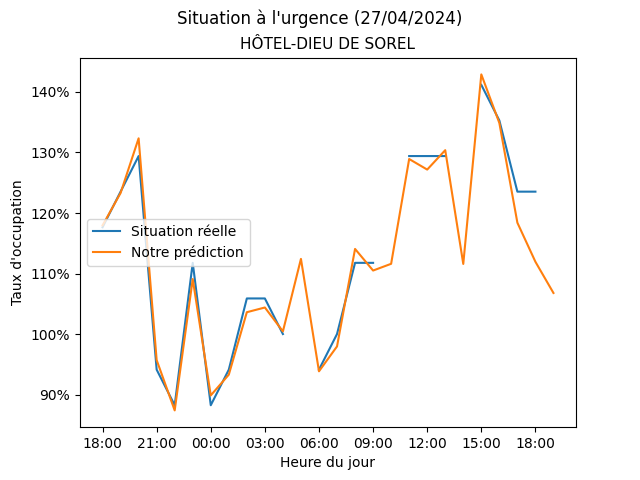 Situation à l'urgence (27/04/2024)
HÔTEL-DIEU DE SOREL
140%
130%
120%
110%
100%
90%
Taux d'occupation
Situation réelle
Notre prédiction
18:00 21:00 00:00 03:00 06:00 09:00 12:00 15:00 18:00
Heure du jour